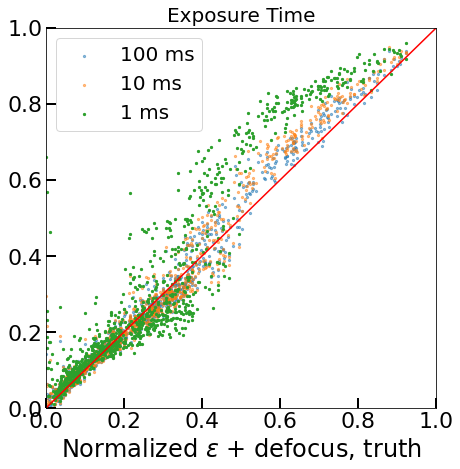 Exposure Time
1.0
0.8
0.6
0.4
0.2
0.0
100 ms
10 ms
1 ms
0.0 0.2 0.4 0.6 0.8 1.0
Normalized ε + defocus, truth